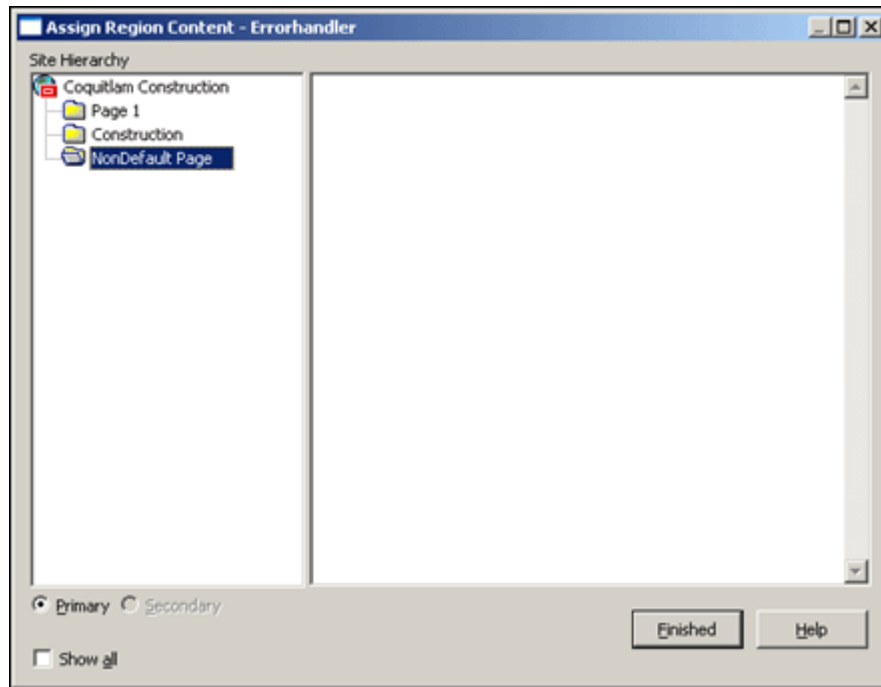 Assign Region Content - Errorhandler
Site Hierarchy
Coquitlam Construction
Page 1
Construction
NonDefault Page
Primary Secondary
Finished Help
Show all